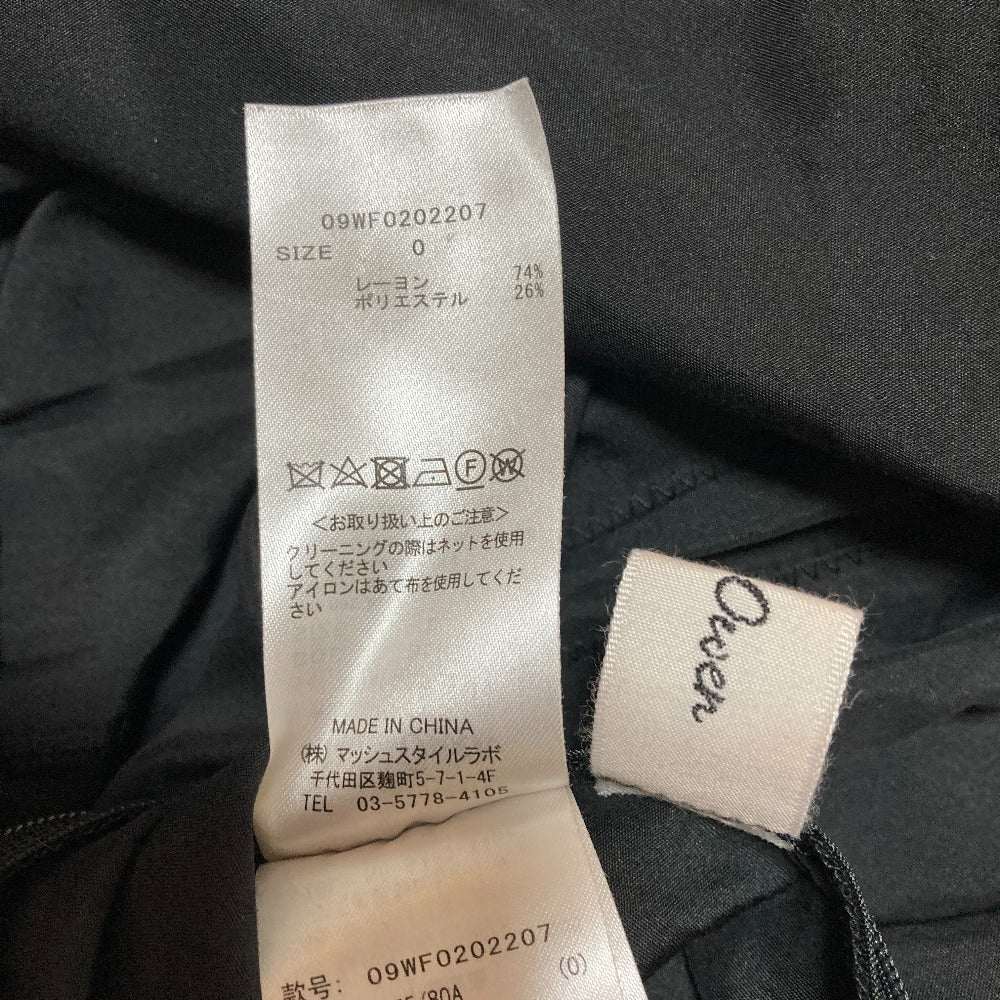 09WF0202207
SIZE 0
レーヨン 74%
ポリエステル 26%
F
W
<お取り扱い上のご注意>
クリーニングの際はネットを使用
してください
アイロンはあて布を使用してくだ
さい
MADE IN CHINA
(株)マッシュスタイルラボ
千代田区麹町5-7-1-4F
TEL 03-5778-4105
款号: 09WF0202207
(0)
/80A
Owen